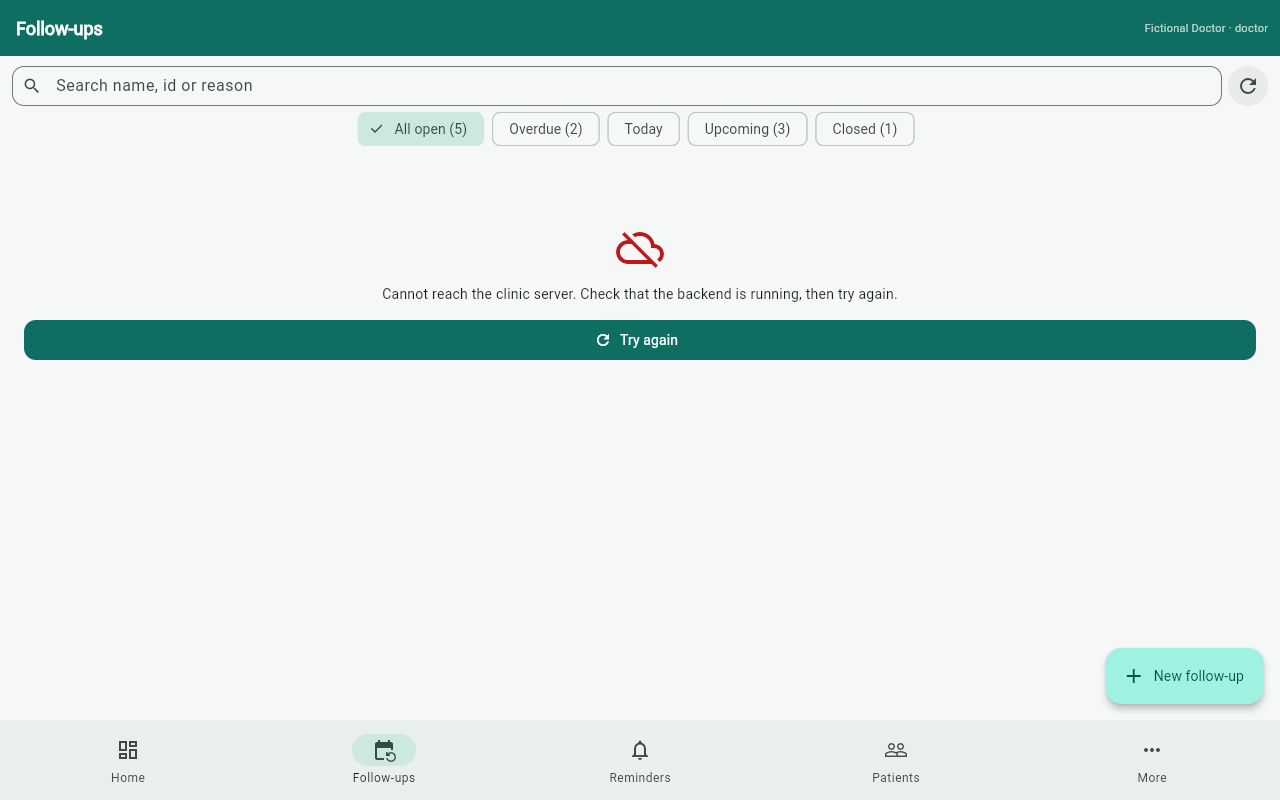 Follow-ups
Fictional Doctor · doctor
Search name, id or reason
All open (5)
Overdue (2)
Today
Upcoming (3)
Closed (1)
Cannot reach the clinic server. Check that the backend is running, then try again.
Try again
New follow-up
Home
Follow-ups
Reminders
Patients
More